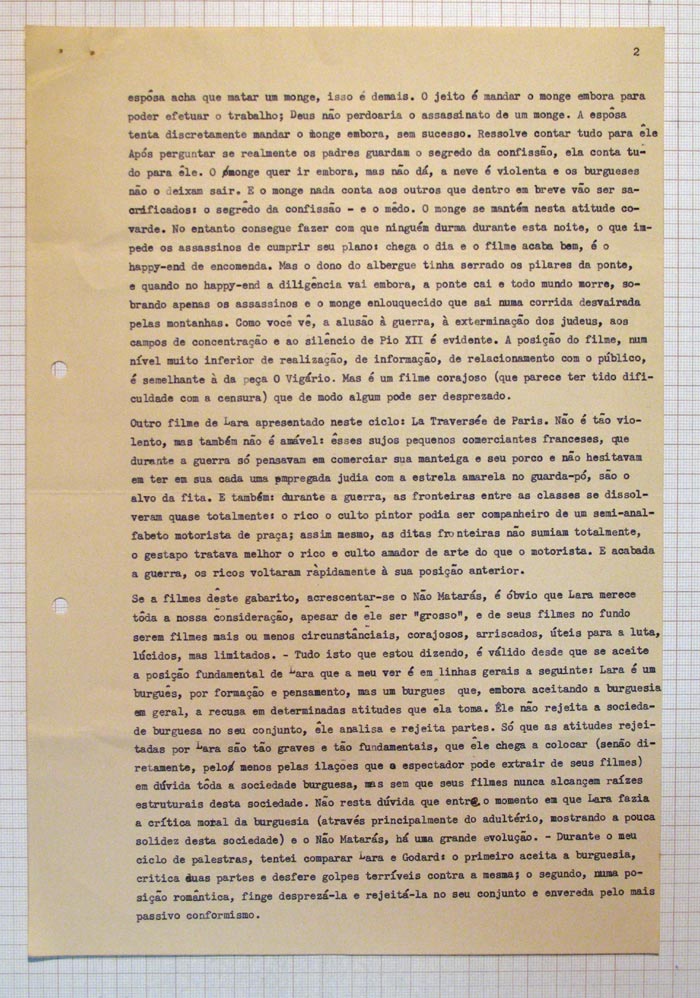 2
espôsa acha que matar um monge, isso é demais. O jeito é mandar o monge embora para
poder efetuar o trabalho; Deus não perdoaria o assassinato de um monge. A espôsa
tenta discretamente mandar o monge embora, sem sucesso. Ressolve contar tudo para êle
Após perguntar se realmente os padres guardam o segredo da confissão, ela conta tu-
do para êle. O monge quer ir embora, mas não dá, a neve é violenta e os burgueses
não o deixam sair. E o monge nada conta aos outros que dentro em breve vão ser sa-
crificados: o segrêdo da confissão - e o mêdo. O monge se mantém nesta atitude co-
varde. No entanto consegue fazer com que ninguém durma durante esta noite, o que im-
pede os assassinos de cumprir seu plano: chega o dia e o filme acaba bem, é o
happy-end de encomenda. Mas o dono do albergue tinha serrado os pilares da ponte,
e quando no happy-end a diligência vai embora, a ponte cai e todo mundo morre, so-
brando apenas os assassinos e o monge enlouquecido que sai numa corrida desvairada
pelas montanhas. Como você vê, a alusão à guerra, à exterminação dos judeus, aos
campos de concentração e ao silêncio de Pio XII é evidente. A posição do filme, num
nível muito inferior de realização, de informação, de relacionamento com o público,
é semelhante à da peça O Vigário. Mas é um filme corajoso (que parece ter tido difi-
culdade com a censura) que de modo algum pode ser desprezado.
Outro filme de Lara apresentado neste ciclo: La Traversée de Paris. Não é tão vio-
lento, mas também não é amável: êsses sujos pequenos comerciantes franceses, que
durante a guerra só pensavam em comerciar sua manteiga e seu porco e não hesitavam
em ter em sua cada uma empregada judia com a estrela amarela no guarda-pó, são o
alvo da fita. E também: durante a guerra, as fronteiras entre as classes se dissol-
veram quase totalmente: o rico o culto pintor podia ser companheiro de um semi-anal-
fabeto motorista de praça; assim mesmo, as ditas fronteiras não sumiam totalmente,
o gestapo tratava melhor o rico e culto amador de arte do que o motorista. E acabada
a guerra, os ricos voltaram ràpidamente à sua posição anterior.
Se a filmes dêste gabarito, acrescentar-se o Não Matarás, é óbvio que Lara merece
tôda a nossa consideração, apesar de êle ser "grosso", e de seus filmes no fundo
serem filmes mais ou menos circunstânciais, corajosos, arriscados, úteis para a luta,
lúcidos, mas limitados. - Tudo isto que estou dizendo, é válido desde que se aceite
a posição fundamental de Lara que a meu ver é em linhas gerais a seguinte: Lara é um
burguês, por formação e pensamento, mas um burgues que, embora aceitando a burguesia
em geral, a recusa em determinadas atitudes que êla toma. Êle não rejeita a socieda-
de burguesa no seu conjunto, êle analisa e rejeita partes. Só que as atitudes rejei-
tadas por Lara são tão graves e tão fundamentais, que êle chega a colocar (senão di-
retamente, pelo menos pelas ilações que o espectador pode extrair de seus filmes)
em dúvida tôda a sociedade burguesa, mas sem que seus filmes nunca alcançem raízes
estruturais desta sociedade. Não resta dúvida que entre o momento em que Lara fazia
a crítica moral da burguesia (através principalmente do adultério, mostrando a pouca
solidez desta sociedade) e o Não Matarás, há uma grande evolução. - Durante o meu
ciclo de palestras, tentei comparar Lara e Godard: o primeiro aceita a burguesia,
critica suas partes e desfere golpes terríveis contra a mesma; o segundo, numa po-
sição romântica, finge desprezá-la e rejeitá-la no seu conjunto e envereda pelo mais
passivo conformismo.